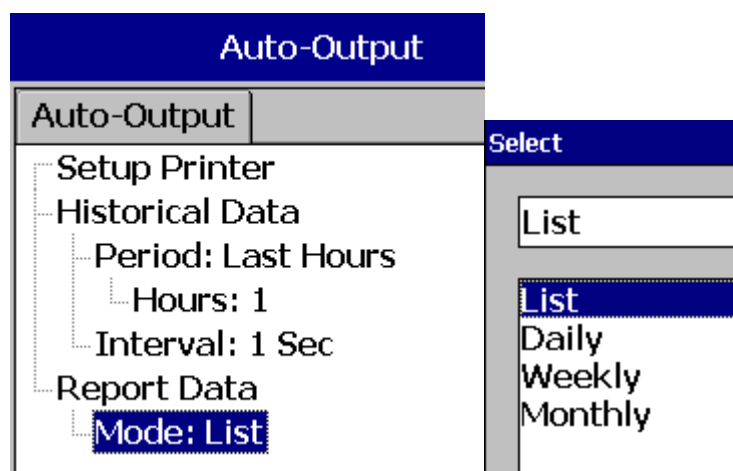 Auto-Output
Auto-Output
Setup Printer
Historical Data
Period: Last Hours
Hours: 1
Interval: 1 Sec
Report Data
Mode: List
Select
List
List
Daily
Weekly
Monthly